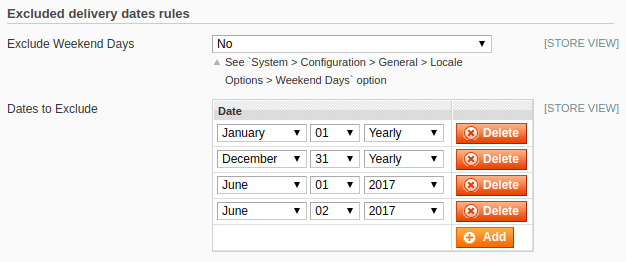 Excluded delivery dates rules
Exclude Weekend Days No [STORE VIEW]
See `System > Configuration > General > Locale
Options > Weekend Days` option
Dates to Exclude [STORE VIEW]
Date
January 01 Yearly Delete
December 31 Yearly Delete
June 01 2017 Delete
June 02 2017 Delete
Add